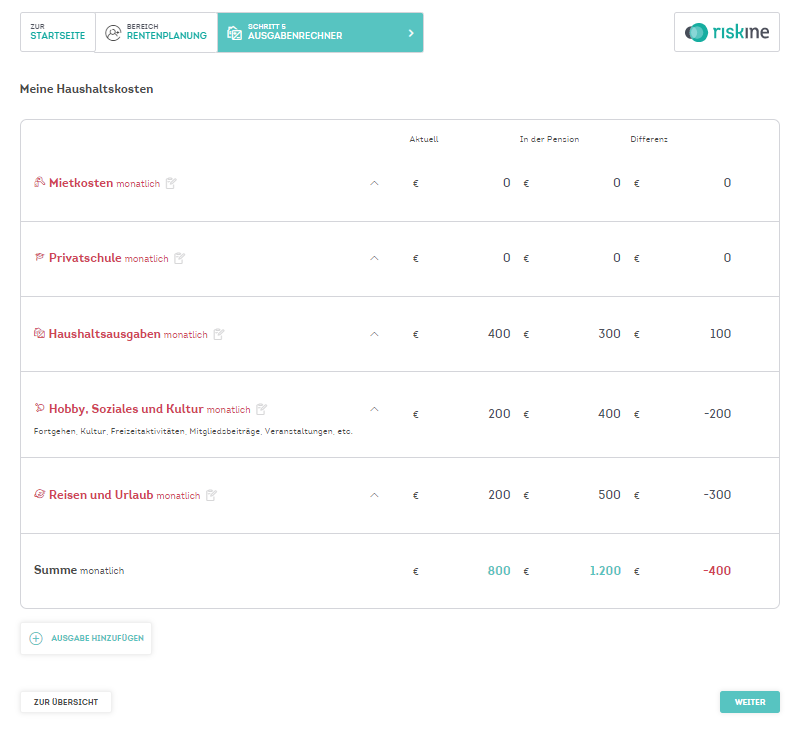 ZUR
STARTSEITE
BEREICH
RENTENPLANUNG
SCHRITT 5
AUSGABENRECHNER
riskine
Meine Haushaltskosten
Aktuell In der Pension Differenz
Mietkosten monatlich € 0 € 0 € 0
Privatschule monatlich € 0 € 0 € 0
Haushaltsausgaben monatlich € 400 € 300 € 100
Hobby, Soziales und Kultur monatlich € 200 € 400 € -200
Fortgehen, Kultur, Freizeitaktivitäten, Mitgliedsbeiträge, Veranstaltungen, etc.
Reisen und Urlaub monatlich € 200 € 500 € -300
Summe monatlich € 800 € 1.200 € -400
AUSGABE HINZUFÜGEN
ZUR ÜBERSICHT
WEITER